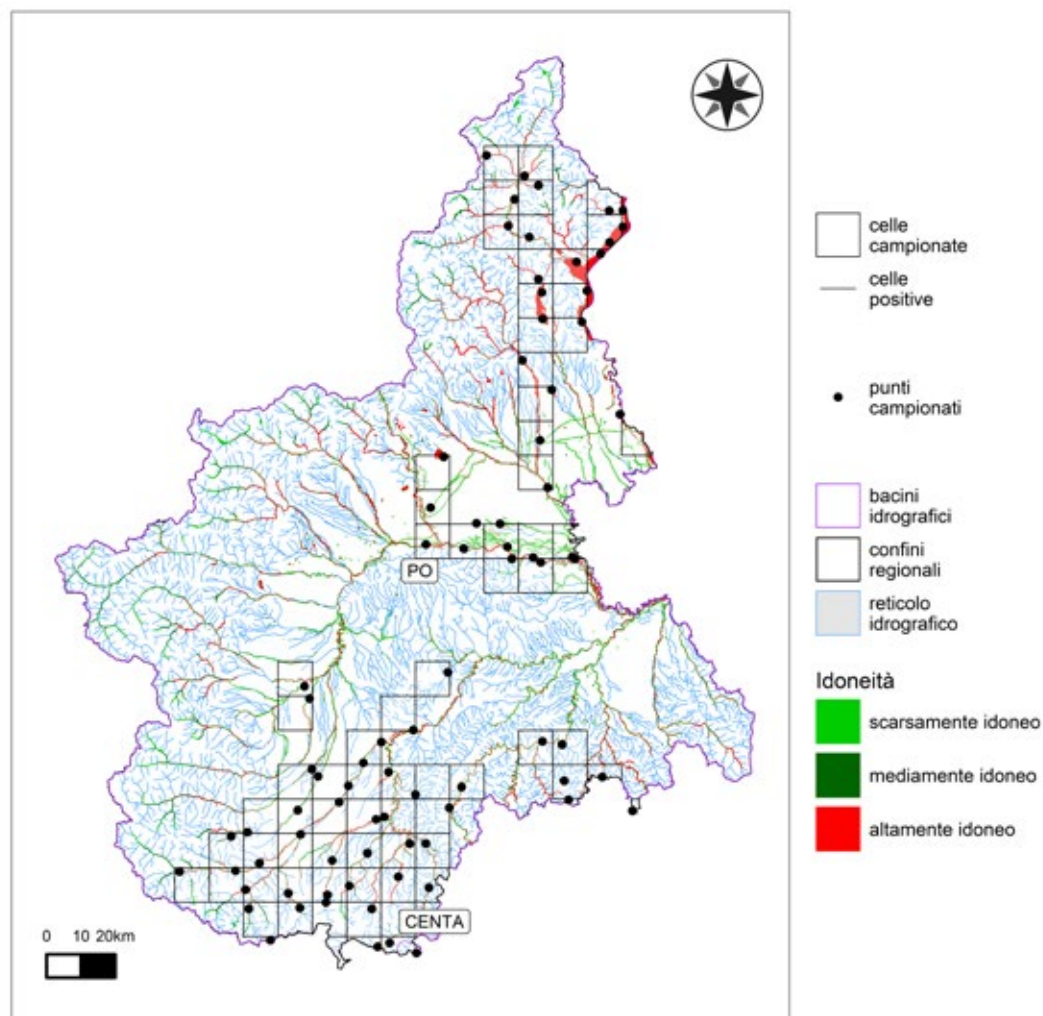 celle
campionate
celle
positive
punti
campionati
bacini
idrografici
confini
regionali
reticolo
idrografico
Idoneità
scarsamente idoneo
mediamente idoneo
altamente idoneo
PO
CENTA
0 10 20km